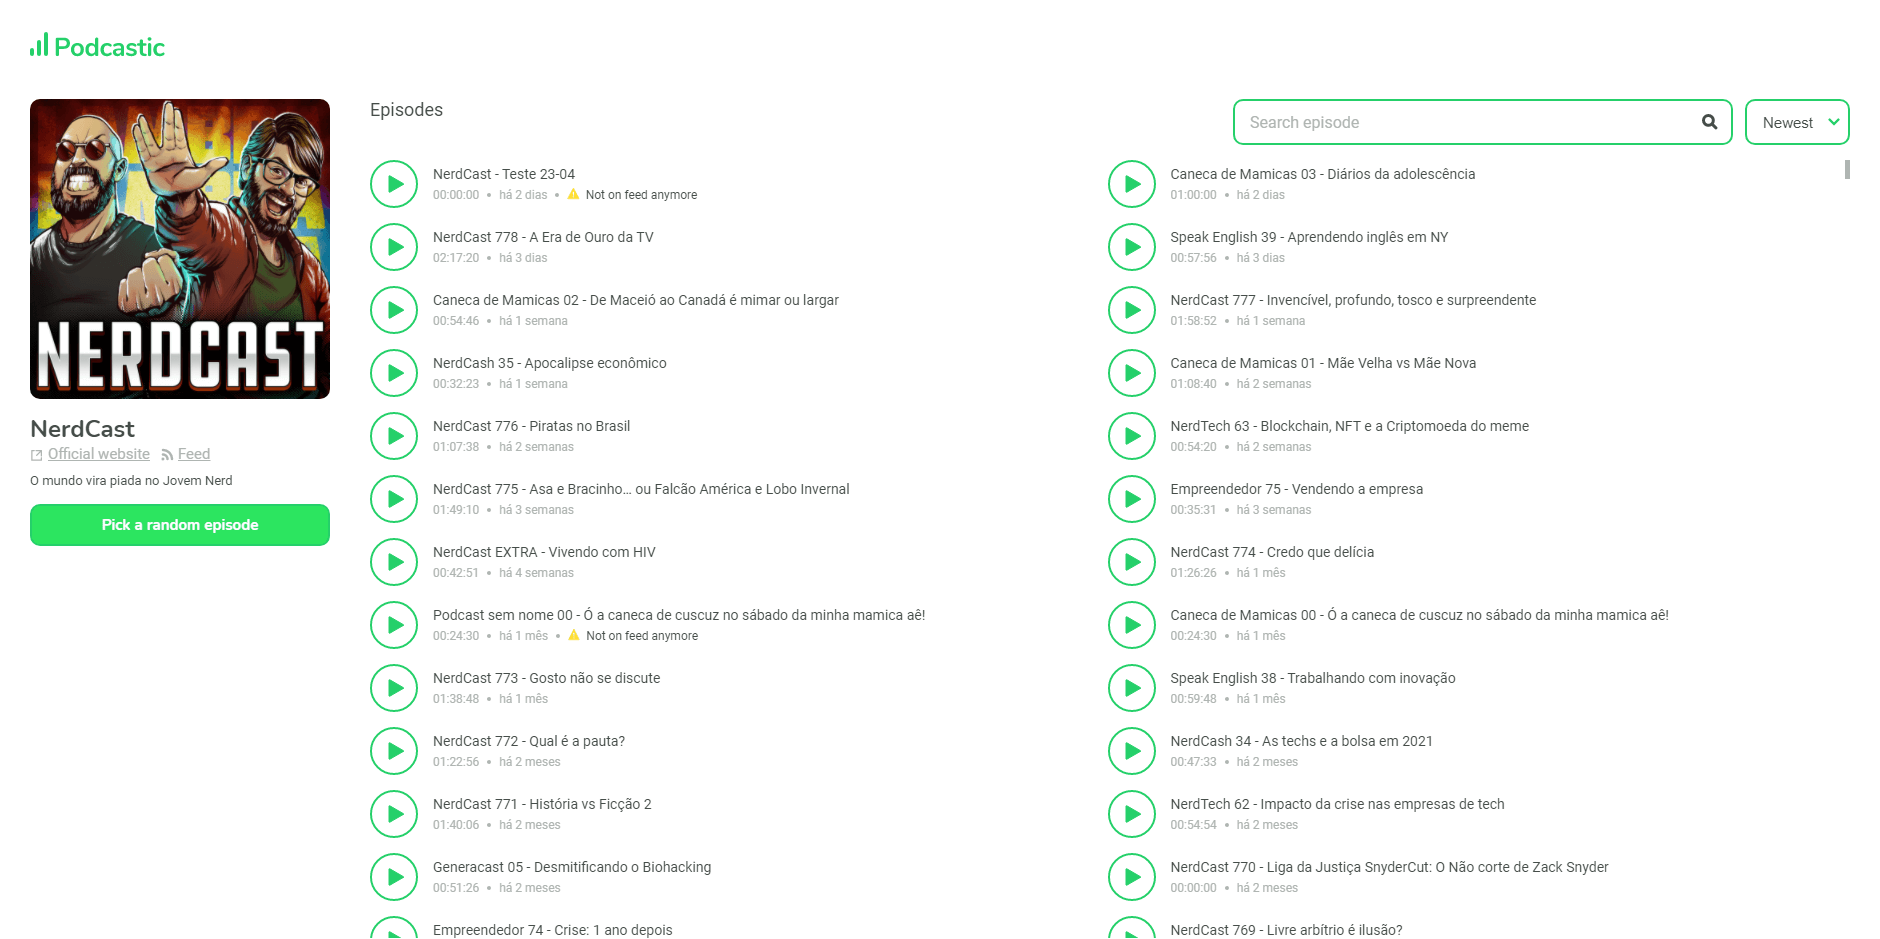 Podcastic
NERDCAST
NerdCast
Official website Feed
O mundo vira piada no Jovem Nerd
Pick a random episode
Episodes
Search episode
Newest
NerdCast - Teste 23-04
00:00:00 • há 2 dias • Not on feed anymore
Caneca de Mamicas 03 - Diários da adolescência
01:00:00 • há 2 dias
NerdCast 778 - A Era de Ouro da TV
02:17:20 • há 3 dias
Speak English 39 - Aprendendo inglês em NY
00:57:56 • há 3 dias
Caneca de Mamicas 02 - De Maceió ao Canadá é mimar ou largar
00:54:46 • há 1 semana
NerdCast 777 - Invencível, profundo, tosco e surpreendente
01:58:52 • há 1 semana
NerdCash 35 - Apocalipse econômico
00:32:23 • há 1 semana
Caneca de Mamicas 01 - Mãe Velha vs Mãe Nova
01:08:40 • há 2 semanas
NerdCast 776 - Piratas no Brasil
01:07:38 • há 2 semanas
NerdTech 63 - Blockchain, NFT e a Criptomoeda do meme
00:54:20 • há 2 semanas
NerdCast 775 - Asa e Bracinho... ou Falcão América e Lobo Invernal
01:49:10 • há 3 semanas
Empreendedor 75 - Vendendo a empresa
00:35:31 • há 3 semanas
NerdCast EXTRA - Vivendo com HIV
00:42:51 • há 4 semanas
NerdCast 774 - Credo que delícia
01:26:26 • há 1 mês
Podcast sem nome 00 - Ó a caneca de cuscuz no sábado da minha mamica aê!
00:24:30 • há 1 mês • Not on feed anymore
Caneca de Mamicas 00 - Ó a caneca de cuscuz no sábado da minha mamica aê!
00:24:30 • há 1 mês
NerdCast 773 - Gosto não se discute
01:38:48 • há 1 mês
Speak English 38 - Trabalhando com inovação
00:59:48 • há 1 mês
NerdCast 772 - Qual é a pauta?
01:22:56 • há 2 meses
NerdCash 34 - As techs e a bolsa em 2021
00:47:33 • há 2 meses
NerdCast 771 - História vs Ficção 2
01:40:06 • há 2 meses
NerdTech 62 - Impacto da crise nas empresas de tech
00:54:54 • há 2 meses
Generacast 05 - Desmitificando o Biohacking
00:51:26 • há 2 meses
NerdCast 770 - Liga da Justiça SnyderCut: O Não corte de Zack Snyder
00:00:00 • há 2 meses
Empreendedor 74 - Crise: 1 ano depois
NerdCast 769 - Livre arbítrio é ilusão?